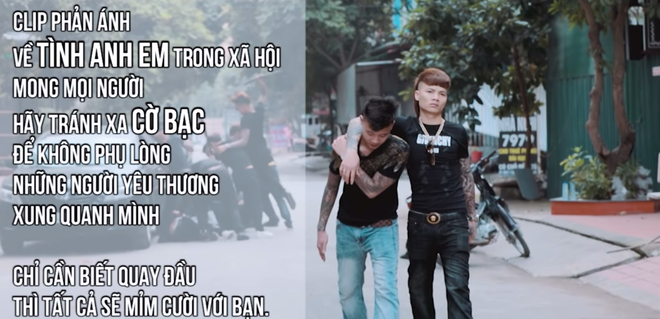 CLIP PHẢN ÁNH
VỀ TÌNH ANH EM TRONG XÃ HỘI
MONG MỌI NGƯỜI
HÃY TRÁNH XA CỜ BẠC
ĐỂ KHÔNG PHỤ LÒNG
NHỮNG NGƯỜI YÊU THƯƠNG
XUNG QUANH MÌNH
CHỈ CẦN BIẾT QUAY ĐẦU
THÌ TẤT CẢ SẼ MỈM CƯỜI VỚI BẠN.
GIVENCHY
797